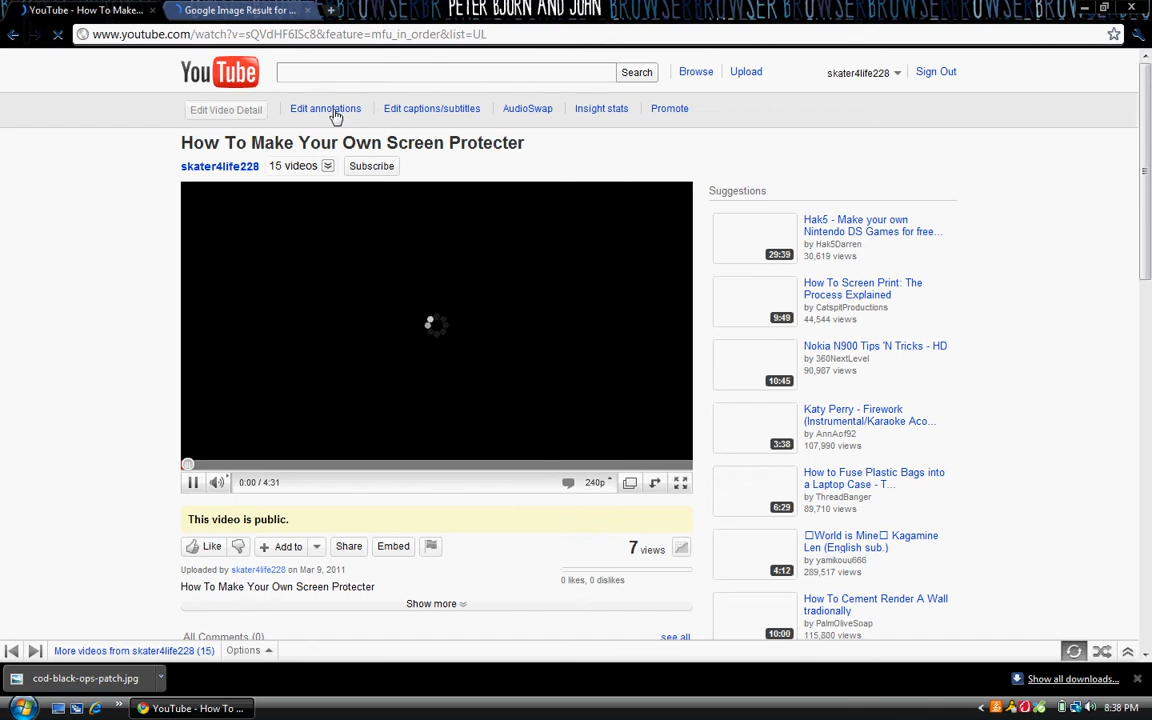 YouTube - How To Make...
Google Image Result for ...
PETER BJORN AND JOHN
BROWSER
www.youtube.com/watch?v=sQVdHF6ISc8&feature=mfu_in_order&list=UL
YouTube
Search
Browse
Upload
skater4life228
Sign Out
Edit Video Detail
Edit annotations
Edit captions/subtitles
AudioSwap
Insight stats
Promote
How To Make Your Own Screen Protecter
skater4life228
15 videos
Subscribe
Suggestions
29:39
Hak5 - Make your own
Nintendo DS Games for free...
by Hak5Darren
30,619 views
9:49
How To Screen Print: The
Process Explained
by CatspitProductions
44,544 views
10:45
Nokia N900 Tips 'N Tricks - HD
by 360NextLevel
90,987 views
3:38
Katy Perry - Firework
(Instrumental/Karaoke Aco...
by AnnAof92
107,990 views
6:29
How to Fuse Plastic Bags into
a Laptop Case - T...
by ThreadBanger
89,710 views
4:12
□World is Mine□ Kagamine
Len (English sub.)
by yamikouu666
289,517 views
10:00
How To Cement Render A Wall
tradionally
by PalmOliveSoap
115,800 views
0:00 / 4:31
240p
This video is public.
Like
Add to
Share
Embed
7 views
Uploaded by skater4life228 on Mar 9, 2011
0 likes, 0 dislikes
How To Make Your Own Screen Protecter
Show more
All Comments (0)
see all
More videos from skater4life228 (15)
Options
cod-black-ops-patch.jpg
Show all downloads...
YouTube - How To ...
8:38 PM